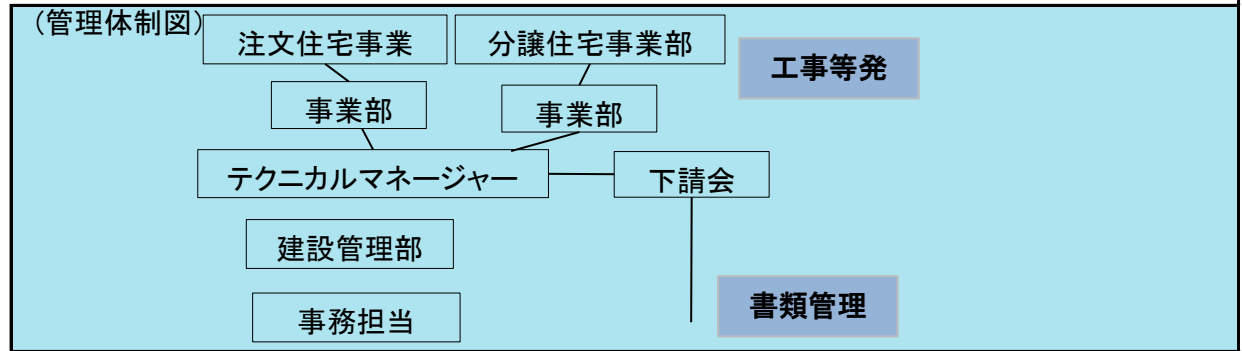 (管理体制図)
注文住宅事業
分譲住宅事業部
工事等発
事業部
事業部
テクニカルマネージャー
下請会
建設管理部
書類管理
事務担当